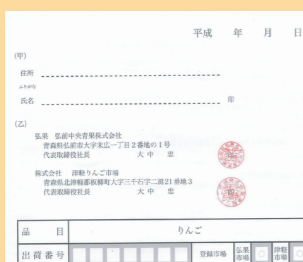 平成 年 月 日
(甲)
住所
ふりがな
氏名 印
(乙)
弘果 弘前中央青果株式会社
青森県弘前市大字末広一丁目2番地の1号
代表取締役社長 大中 忠
株式会社 津軽りんご市場
青森県北津軽郡板柳町大字三千石字二満21番地3
代表取締役社長 大中 忠
品目 りんご
出荷番号 登録市場 弘果市場 ○ 津軽市場 ○